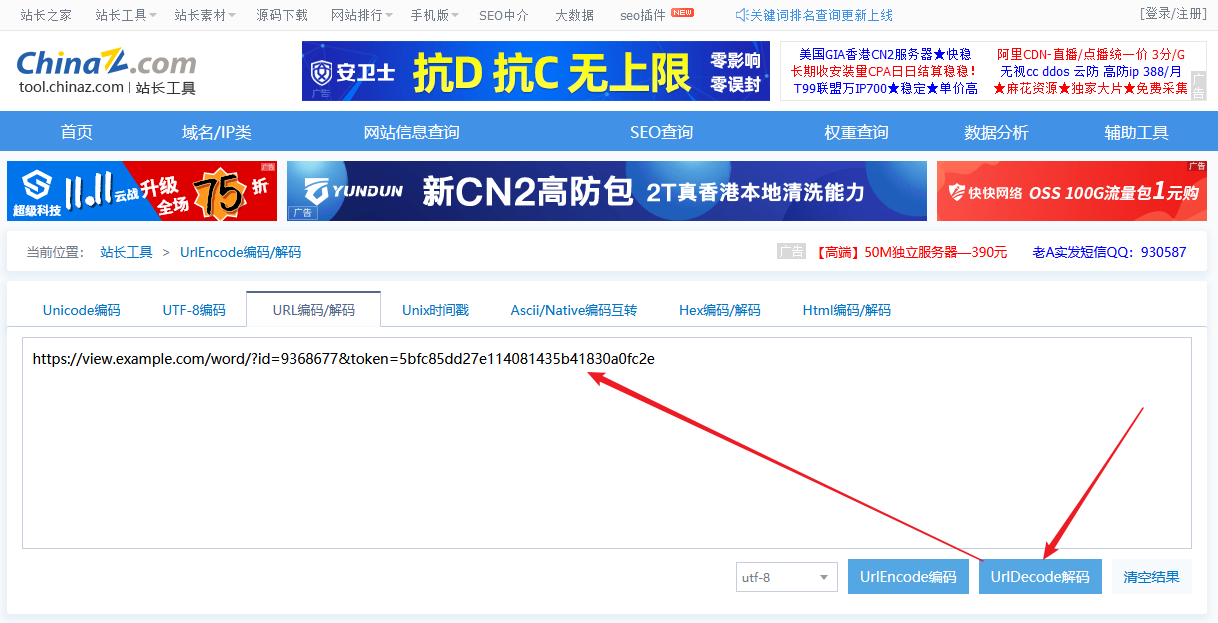 站长之家 站长工具 站长素材 源码下载 网站排行 手机版 SEO中介 大数据 seo插件 NEW 关键词排名查询更新上线 [登录/注册]
ChinaZ.com
tool.chinaz.com | 站长工具
安卫士 抗D 抗C 无上限 零影响
零误封
广告
美国GIA香港CN2服务器★快稳 阿里CDN-直播/点播统一价 3分/G
长期收安装量CPA日日结算稳稳! 无视cc ddos 云防 高防ip 388/月
T99联盟万IP700★稳定★单价高 ★麻花资源★独家大片★免费采集
广告
首页 域名/IP类 网站信息查询 SEO查询 权重查询 数据分析 辅助工具
超级科技 11.11 云战 升级 全场 75 折 广告
YUNDUN 新CN2高防包 2T真香港本地清洗能力 广告
快快网络 OSS 100G流量包1元购 广告
当前位置： 站长工具 > UrlEncode编码/解码 广告 【高端】50M独立服务器—390元 老A实发短信QQ：930587
Unicode编码 UTF-8编码 URL编码/解码 Unix时间戳 Ascii/Native编码互转 Hex编码/解码 Html编码/解码
https://view.example.com/word/?id=9368677&token=5bfc85dd27e114081435b41830a0fc2e
utf-8 UrlEncode编码 UrlDecode解码 清空结果